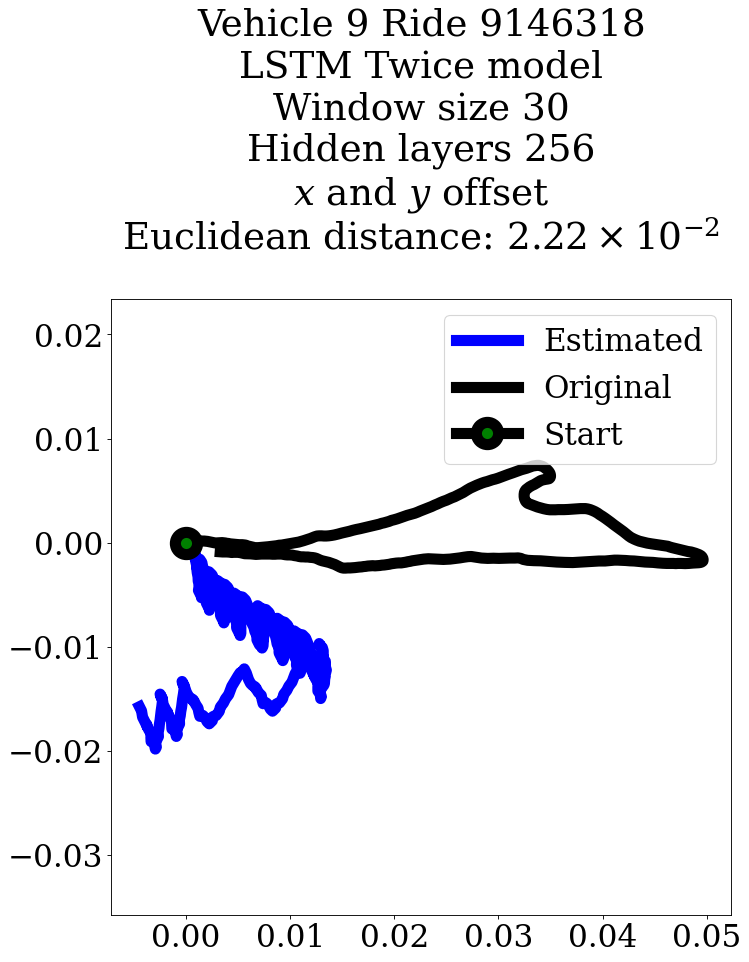 Vehicle 9 Ride 9146318
LSTM Twice model
Window size 30
Hidden layers 256
x and y offset
Euclidean distance: 2.22 × 10⁻²
Estimated
Original
Start
0.02
0.01
0.00
−0.01
−0.02
−0.03
0.00 0.01 0.02 0.03 0.04 0.05